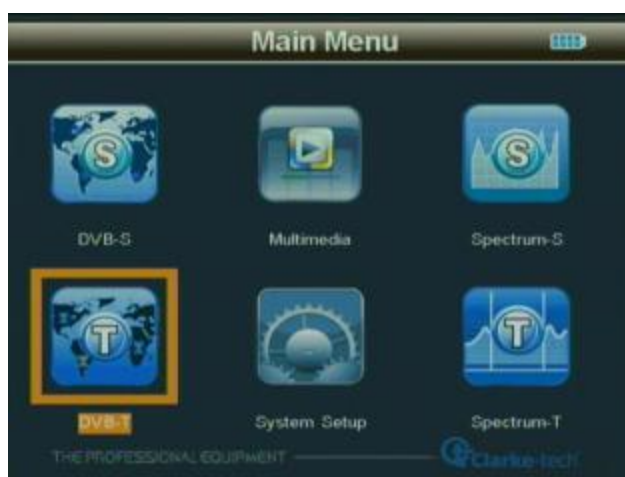 Main Menu
S
S
DVB-S
Multimedia
Spectrum-S
T
T
DVB-T
System Setup
Spectrum-T
THE PROFESSIONAL EQUIPMENT
Clarke-tech